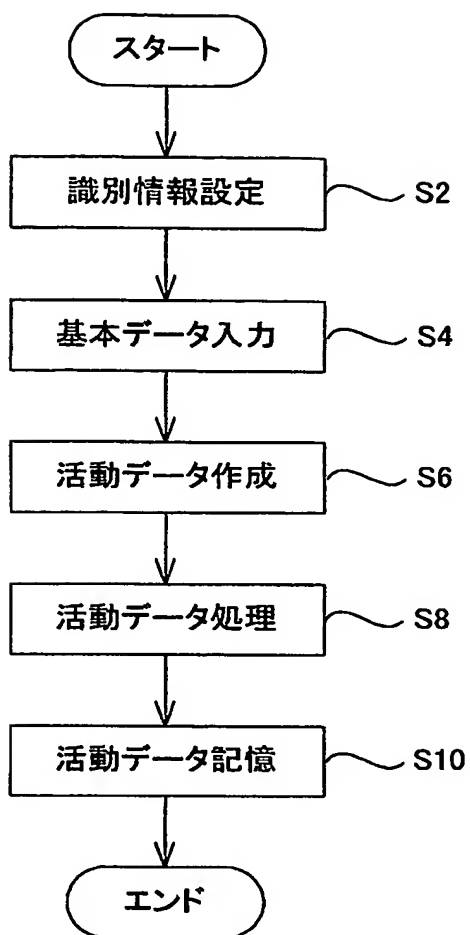 スタート
識別情報設定 S2
基本データ入力 S4
活動データ作成 S6
活動データ処理 S8
活動データ記憶 S10
エンド